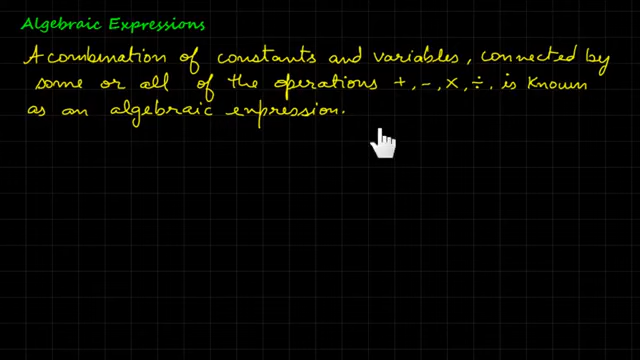 Algebraic Expressions
A combination of constants and variables, connected by
some or all of the operations +, -, ×, ÷, is known
as an algebraic expression.